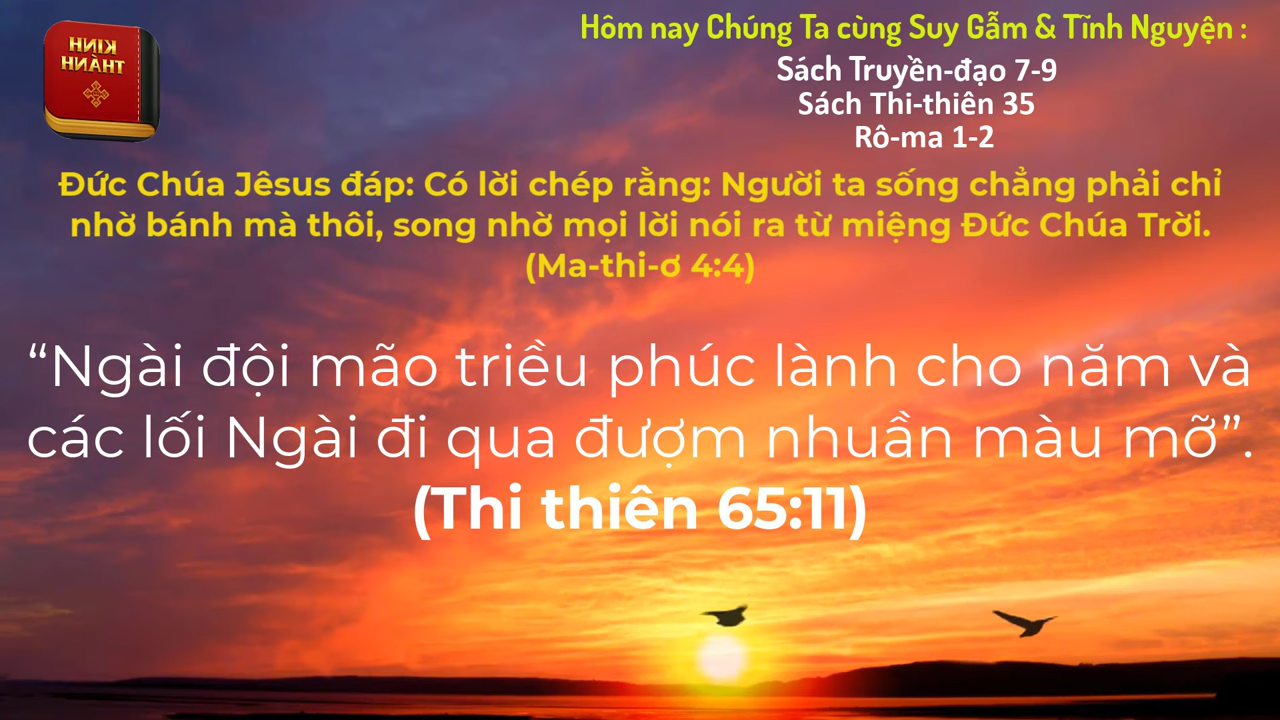 KINH
THÁNH
Hôm nay Chúng Ta cùng Suy Gẫm & Tĩnh Nguyện :
Sách Truyền-đạo 7-9
Sách Thi-thiên 35
Rô-ma 1-2
Đức Chúa Jêsus đáp: Có lời chép rằng: Người ta sống chẳng phải chỉ
nhờ bánh mà thôi, song nhờ mọi lời nói ra từ miệng Đức Chúa Trời.
(Ma-thi-ơ 4:4)
“Ngài đội mão triều phúc lành cho năm và
các lối Ngài đi qua đượm nhuần màu mỡ”.
(Thi thiên 65:11)